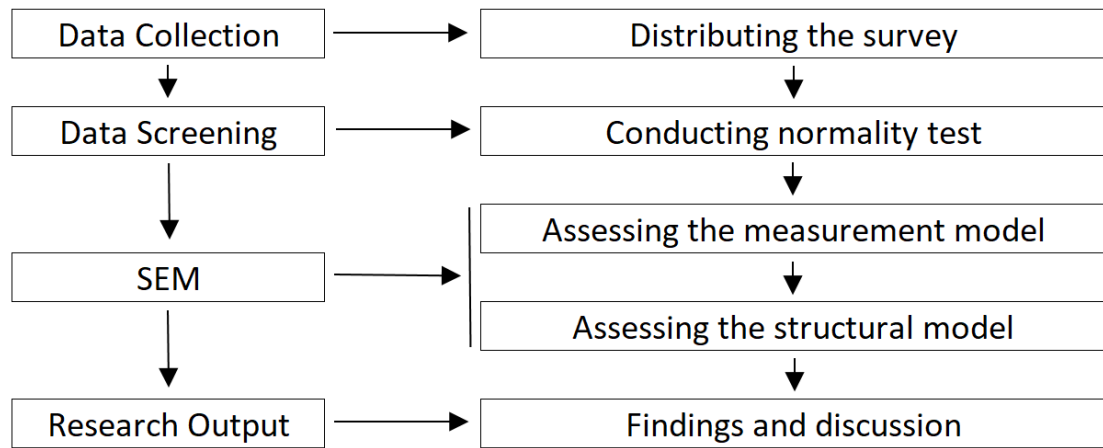 Data Collection
Distributing the survey
Data Screening
Conducting normality test
Assessing the measurement model
SEM
Assessing the structural model
Research Output
Findings and discussion